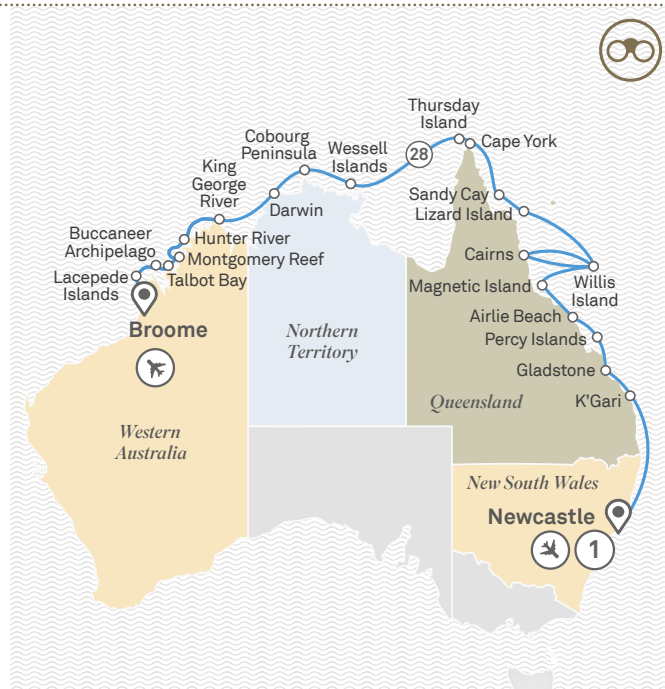 Thursday
Island
Cape York
Cobourg
Peninsula
Wessell
Islands
28
King
George
River
Sandy Cay
Lizard Island
Darwin
Buccaneer
Archipelago
Hunter River
Montgomery Reef
Cairns
Lacepede
Islands
Talbot Bay
Willis
Island
Magnetic Island
Broome
Airlie Beach
Percy Islands
Northern
Territory
Gladstone
Queensland
K'Gari
Western
Australia
New South Wales
Newcastle
1